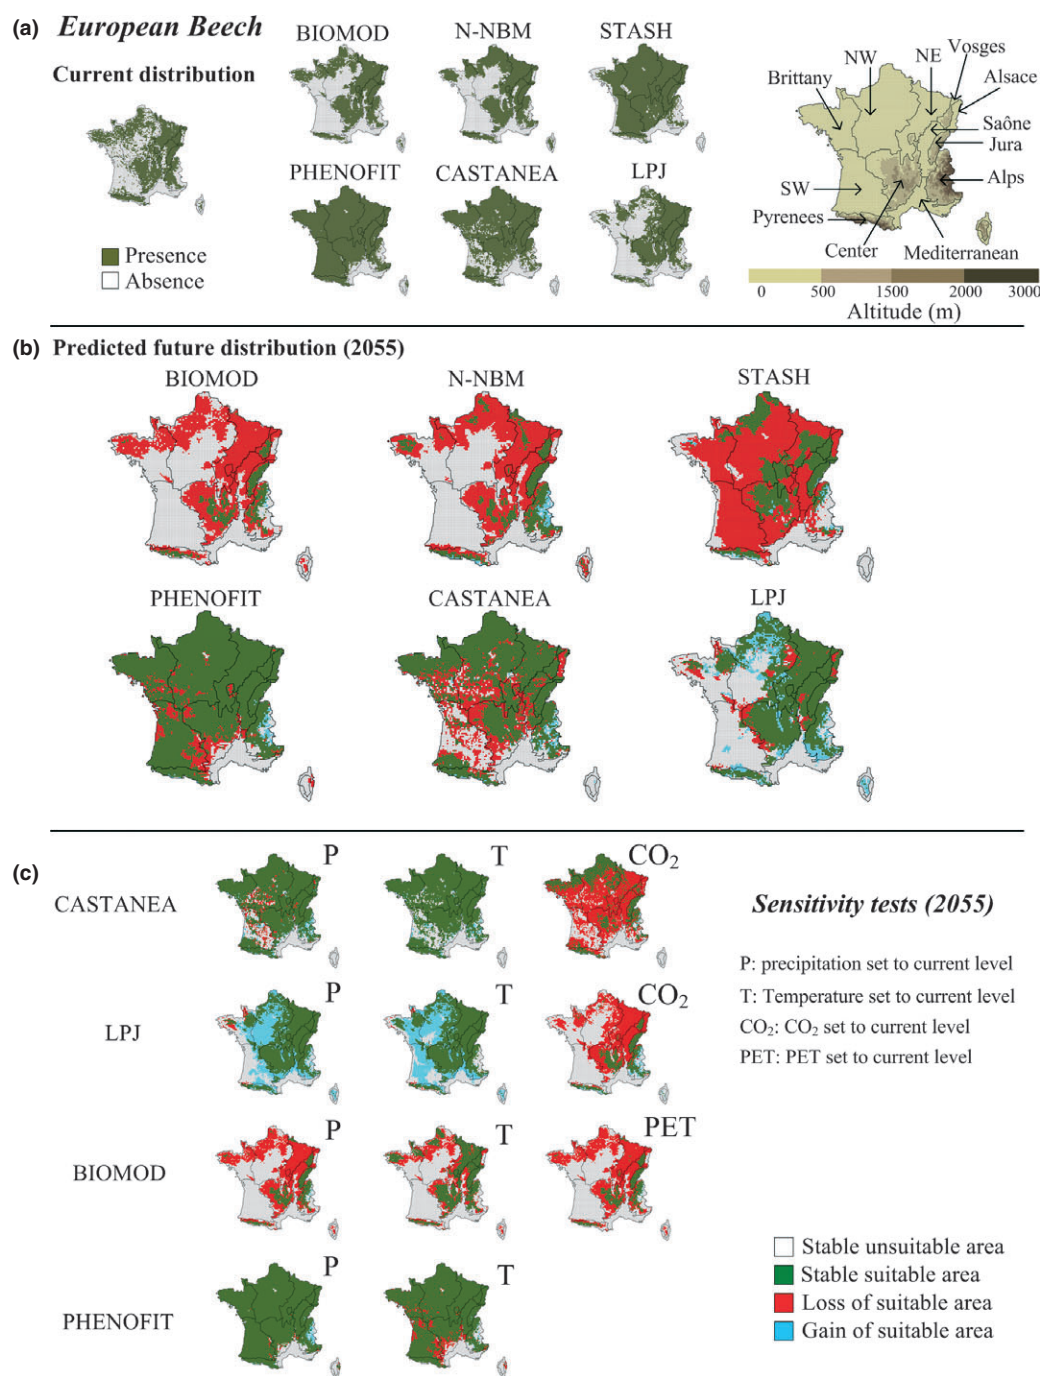 (a) European Beech
Current distribution
Presence
Absence
BIOMOD N-NBM STASH
PHENOFIT CASTANEA LPJ
NW NE Vosges
Brittany Alsace
Saône
Jura
SW Alps
Pyrenees
Center Mediterranean
0 500 1500 2000 3000
Altitude (m)
(b) Predicted future distribution (2055)
BIOMOD N-NBM STASH
PHENOFIT CASTANEA LPJ
(c)
P T CO₂
CASTANEA
P T CO₂
LPJ
P T PET
BIOMOD
P T
PHENOFIT
Sensitivity tests (2055)
P: precipitation set to current level
T: Temperature set to current level
CO₂: CO₂ set to current level
PET: PET set to current level
Stable unsuitable area
Stable suitable area
Loss of suitable area
Gain of suitable area